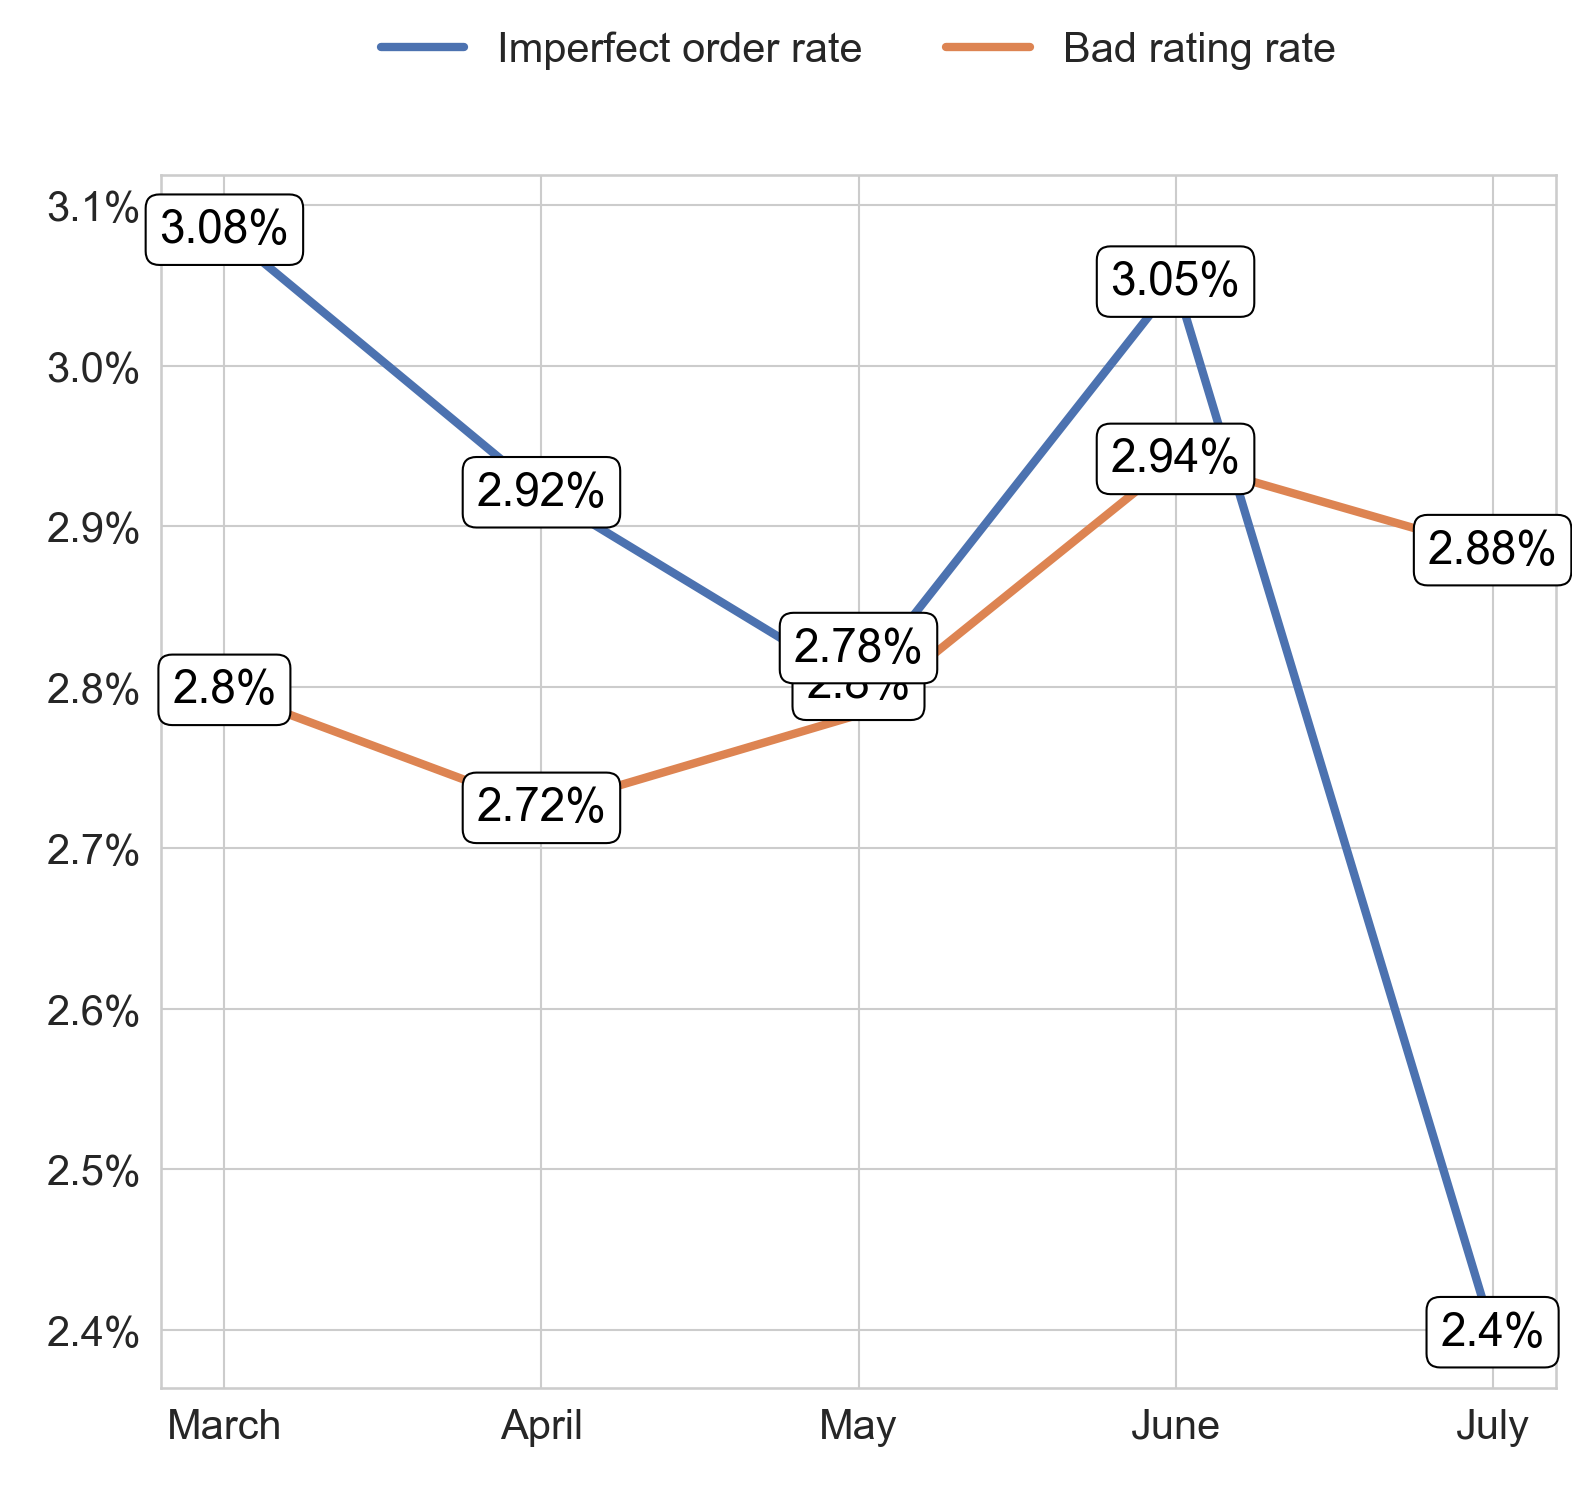 Imperfect order rate
Bad rating rate
3.1%
3.0%
2.9%
2.8%
2.7%
2.6%
2.5%
2.4%
3.08%
2.92%
2.78%
3.05%
2.4%
2.8%
2.72%
2.94%
2.88%
March
April
May
June
July